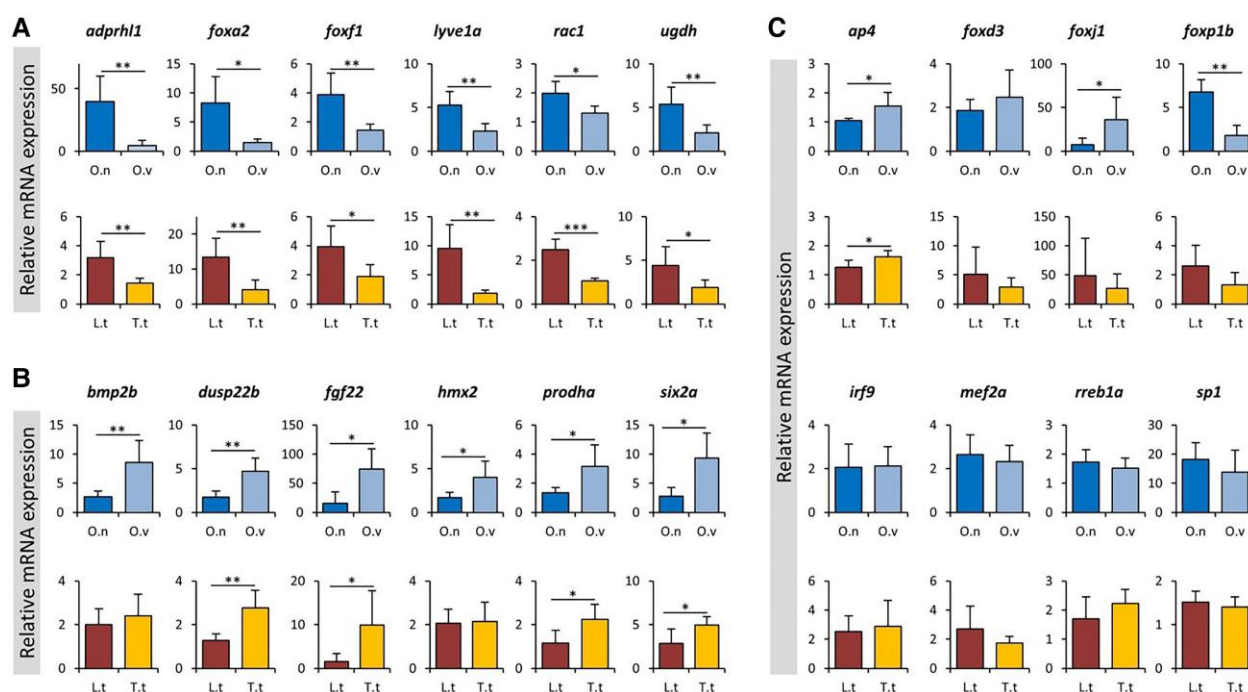 A
adprhl1 foxa2 foxf1 lyve1a rac1 ugdh
Relative mRNA expression
50 0 ** O.n O.v
15 10 5 0 * O.n O.v
6 4 2 0 ** O.n O.v
10 5 0 ** O.n O.v
3 2 1 0 * O.n O.v
10 5 0 ** O.n O.v
6 4 2 0 ** L.t T.t
20 10 0 ** L.t T.t
6 4 2 0 * L.t T.t
15 10 5 0 ** L.t T.t
4 1 0 *** L.t T.t
10 5 0 * L.t T.t
B
bmp2b dusp22b fgf22 hmx2 prodha six2a
Relative mRNA expression
15 10 5 0 ** O.n O.v
10 5 0 ** O.n O.v
150 100 50 0 * O.n O.v
10 5 0 * O.n O.v
6 4 2 0 * O.n O.v
15 10 5 0 * O.n O.v
4 2 0 L.t T.t
4 2 0 ** L.t T.t
20 10 0 * L.t T.t
4 2 0 L.t T.t
4 2 0 * L.t T.t
10 5 0 * L.t T.t
C
ap4 foxd3 foxj1 foxp1b
Relative mRNA expression
3 2 1 0 * O.n O.v
4 2 0 O.n O.v
100 50 0 * O.n O.v
10 5 0 ** O.n O.v
3 2 1 0 * L.t T.t
15 10 5 0 L.t T.t
150 100 50 0 L.t T.t
6 4 2 0 L.t T.t
irf9 mef2a rreb1a sp1
4 2 0 O.n O.v
4 2 0 O.n O.v
3 2 1 0 O.n O.v
30 20 10 0 O.n O.v
6 4 2 0 L.t T.t
6 4 2 0 L.t T.t
3 2 1 0 L.t T.t
2 1 1 0 L.t T.t